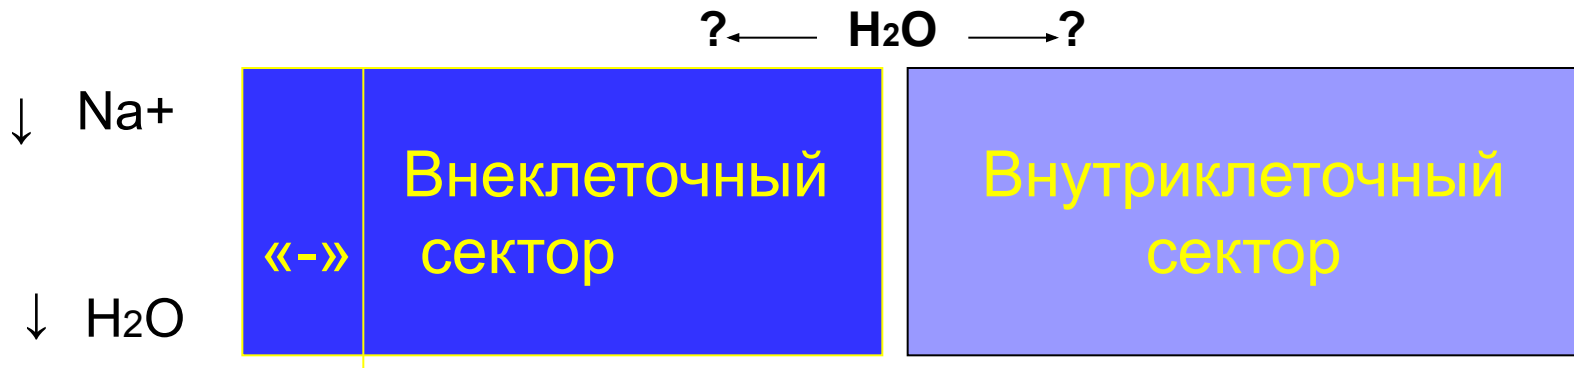 ? ← H2O → ?
↓ Na+
Внеклеточный
сектор
«-»
Внутриклеточный
сектор
↓ H2O